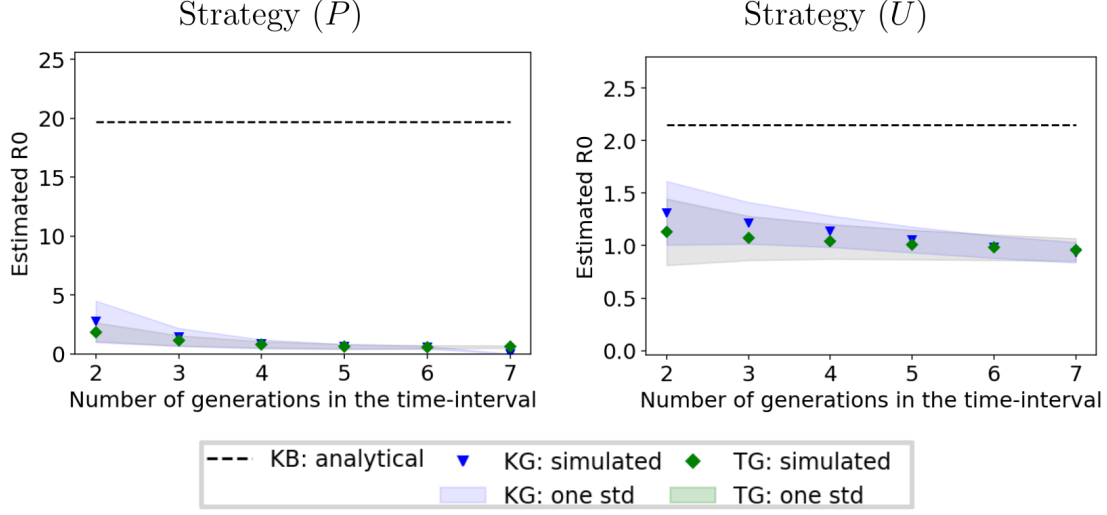 Strategy (P)
Strategy (U)
Estimated R0
25
20
15
10
5
0
2 3 4 5 6 7
Number of generations in the time-interval
Estimated R0
2.5
2.0
1.5
1.0
0.5
0.0
2 3 4 5 6 7
Number of generations in the time-interval
KB: analytical
KG: simulated
TG: simulated
KG: one std
TG: one std